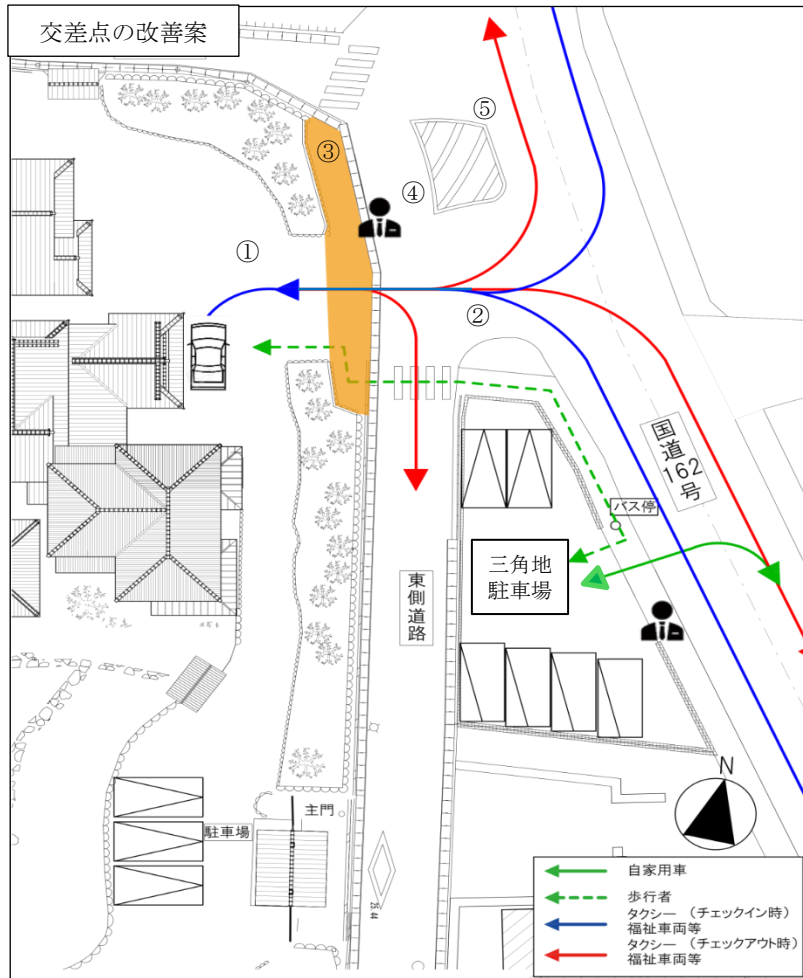 交差点の改善案
⑤
③
④
①
②
国道162号
バス停
三角地
駐車場
東側道路
N
主門
駐車場
25.44
自家用車
歩行者
タクシー （チェックイン時）
福祉車両等
タクシー （チェックアウト時）
福祉車両等